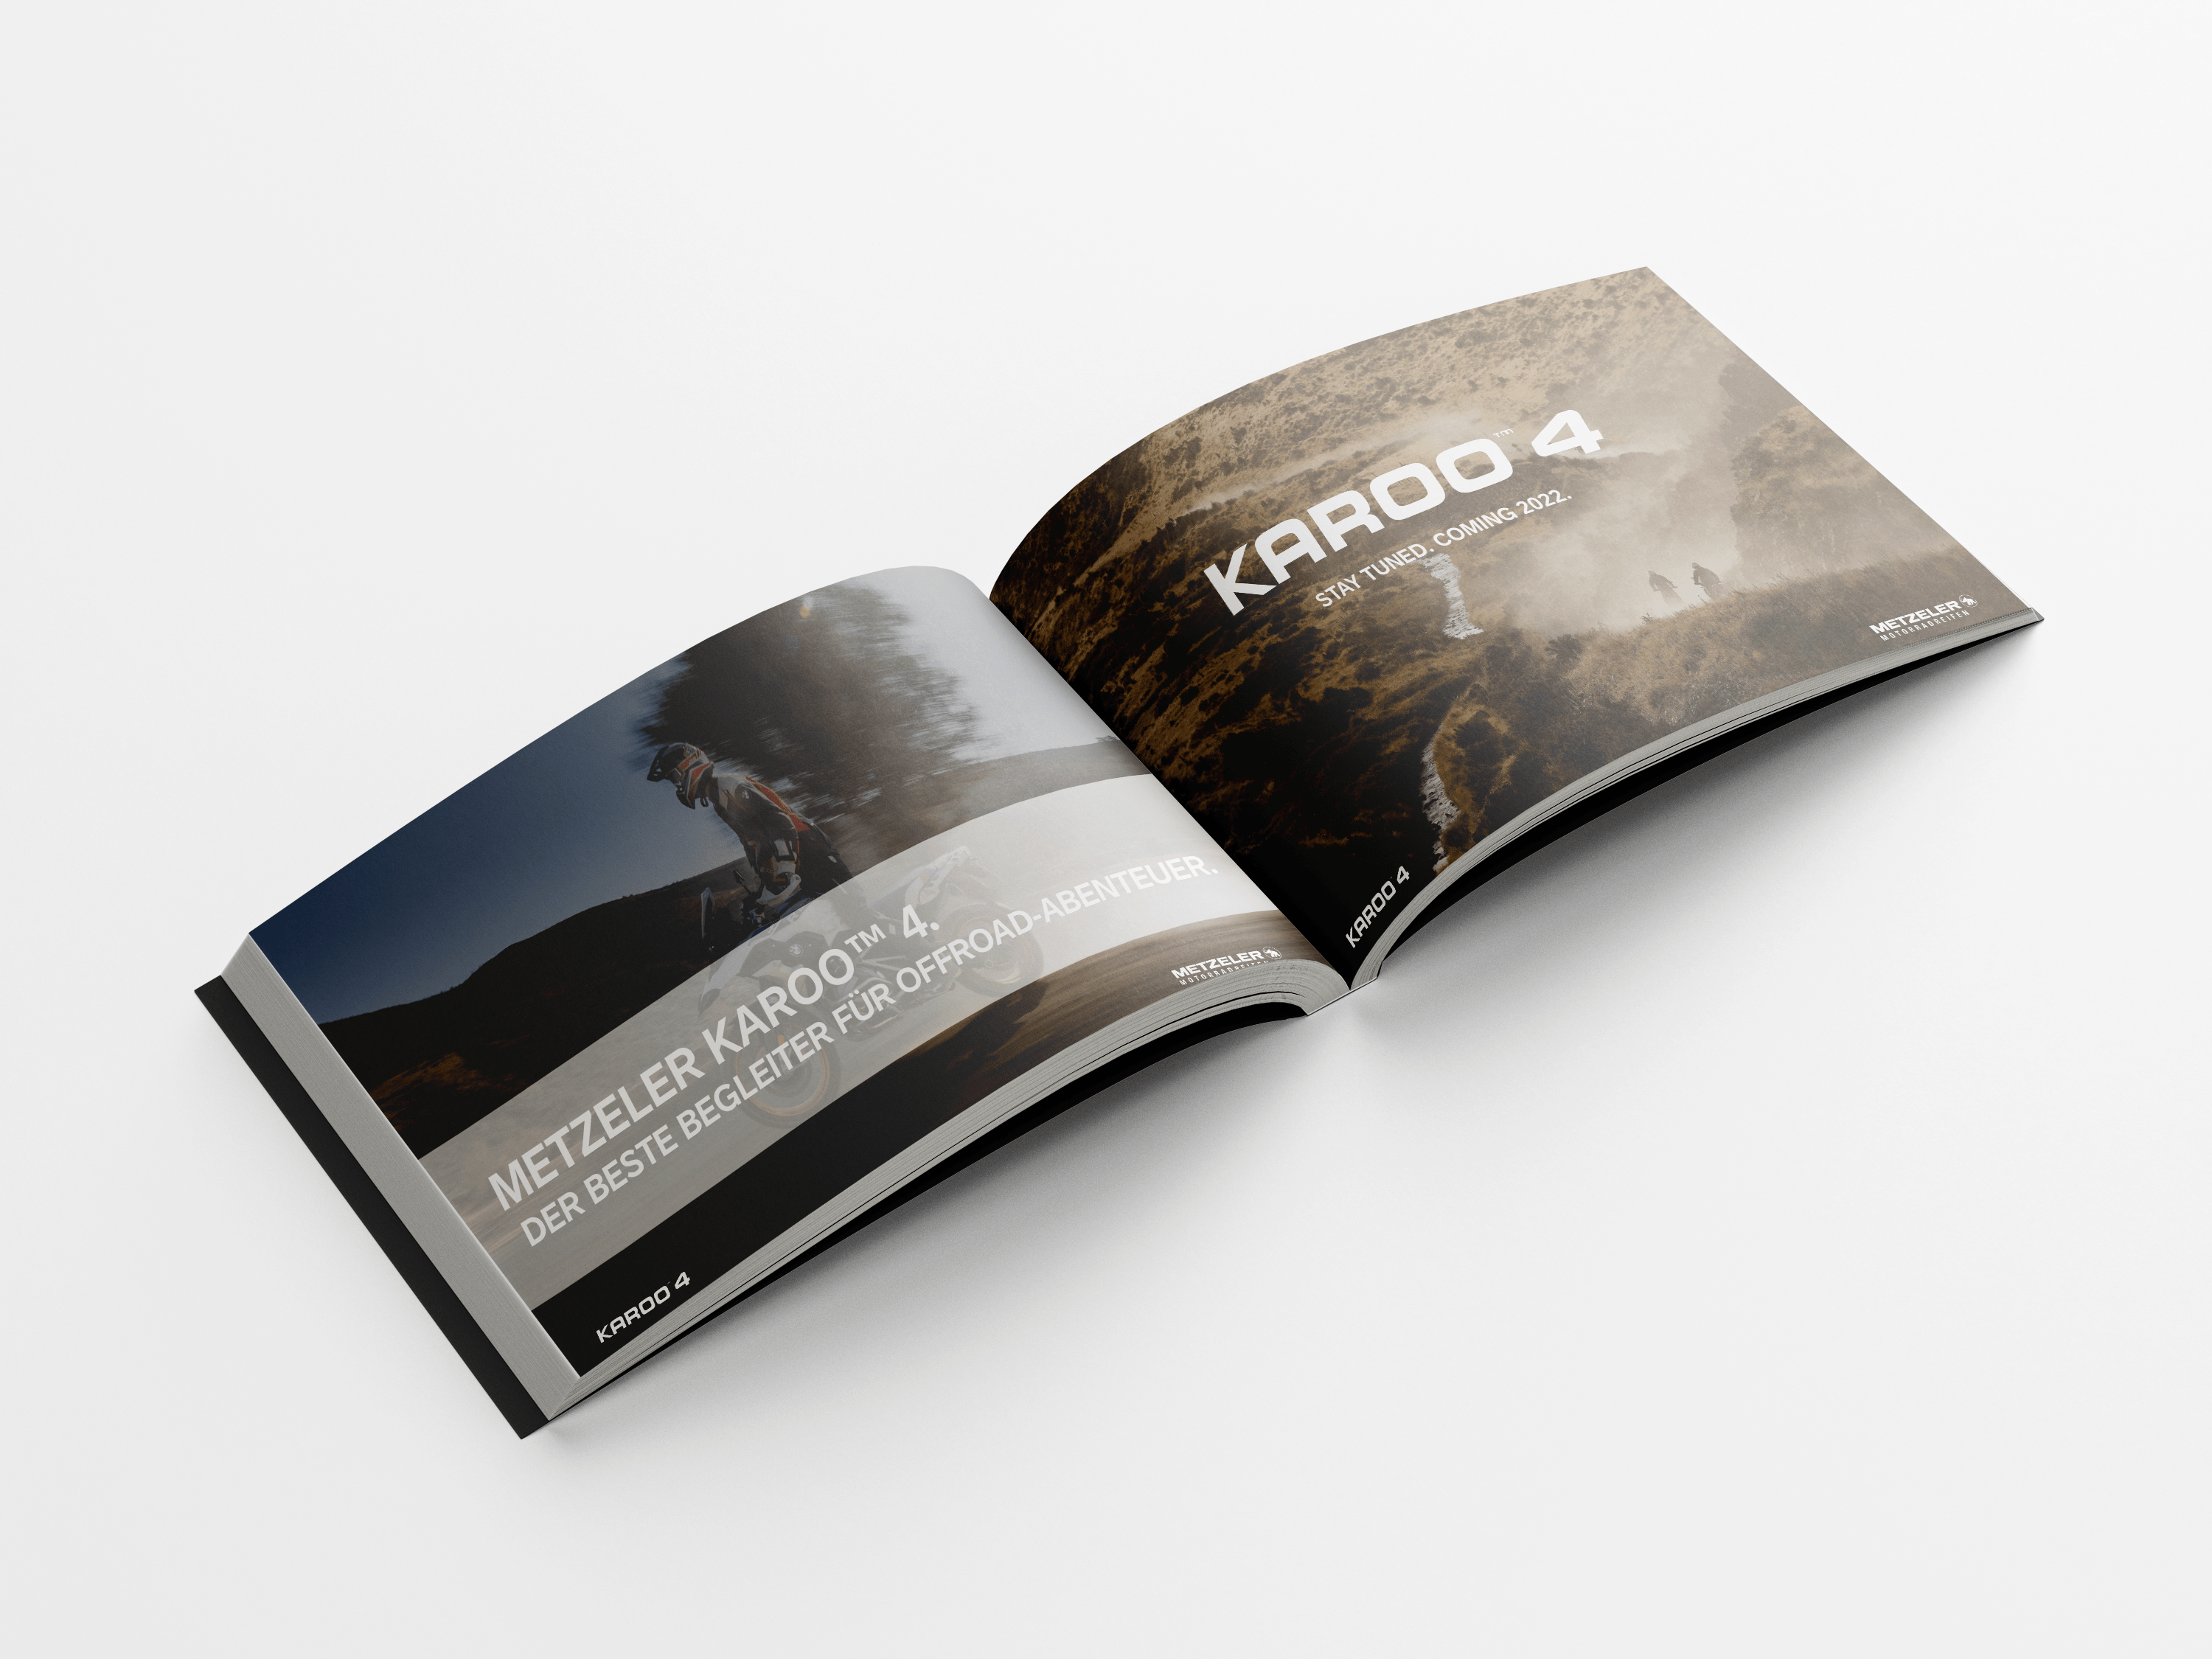 METZELER KAROO™ 4.
DER BESTE BEGLEITER FÜR OFFROAD-ABENTEUER.
KAROO 4
METZELER
MOTORRADREIFEN
KAROO™ 4
STAY TUNED. COMING 2022.
KAROO 4
METZELER
MOTORRADREIFEN